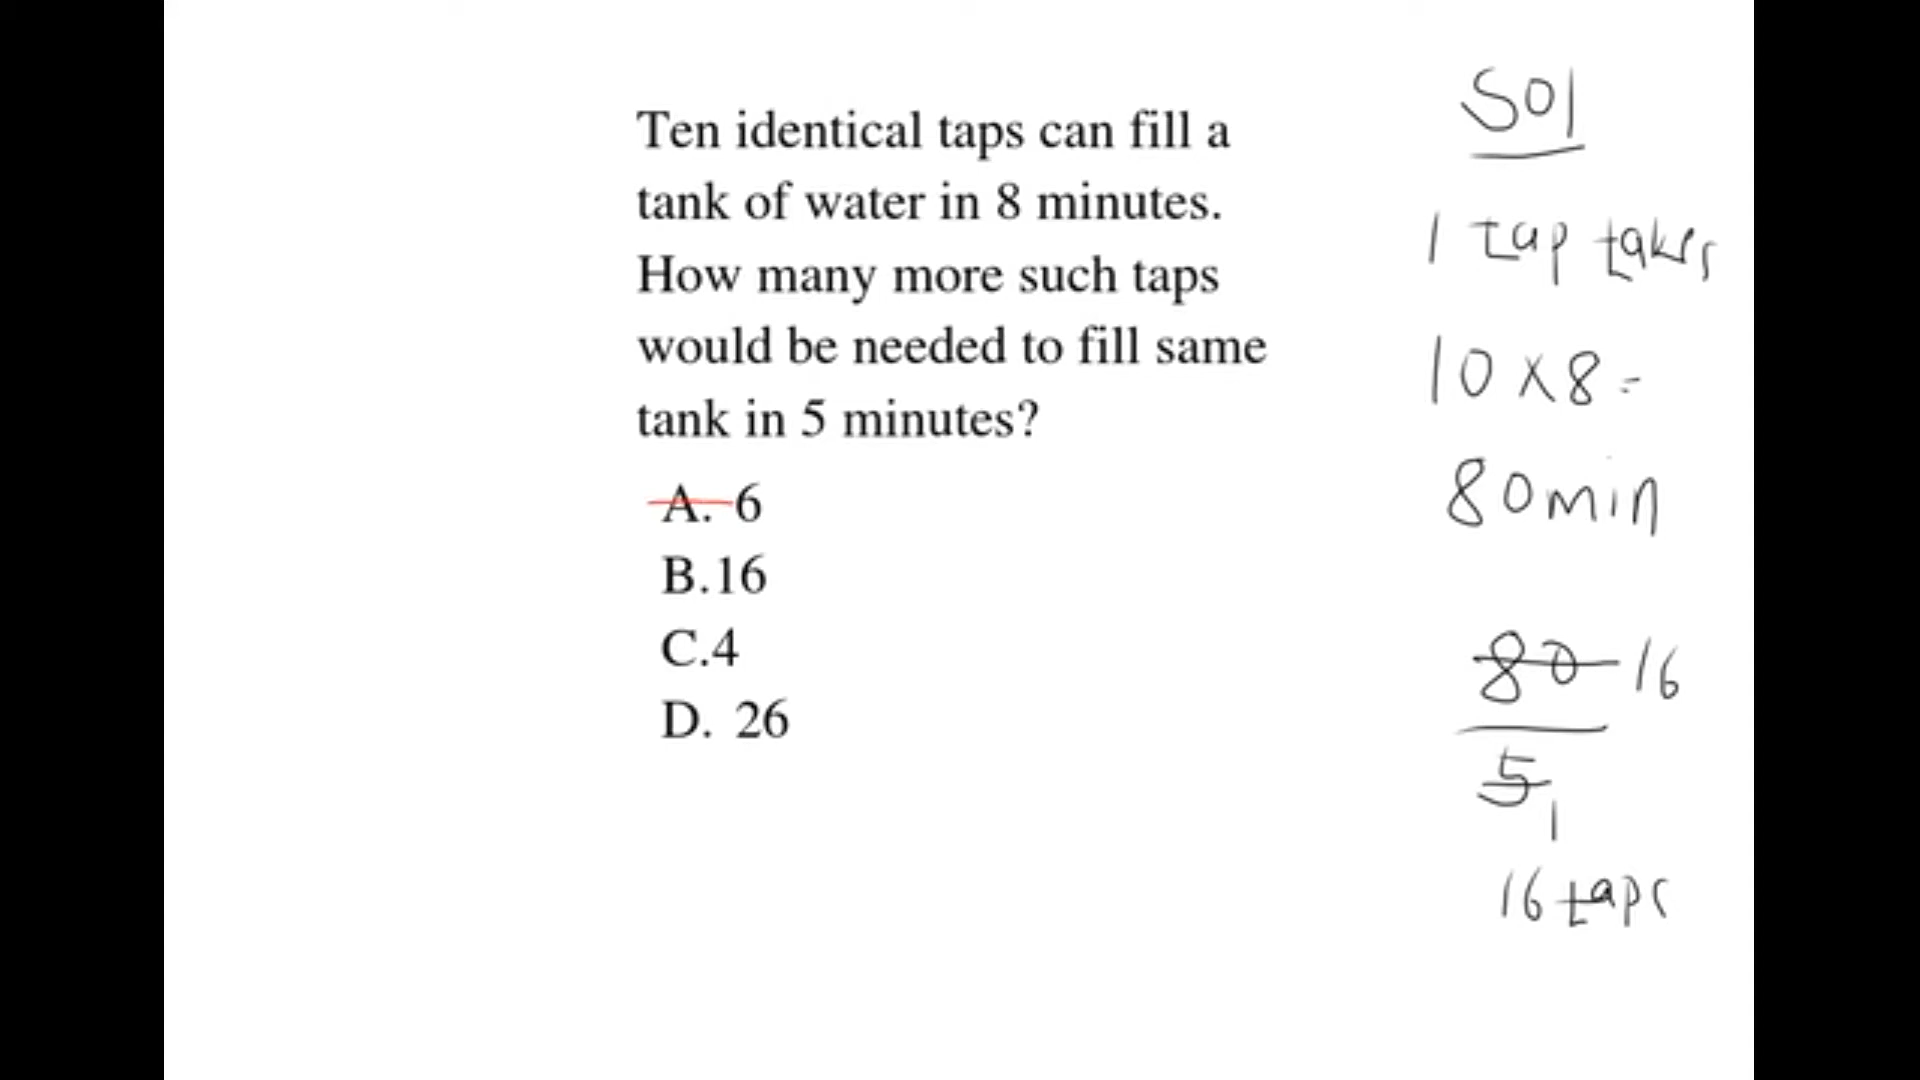 Ten identical taps can fill a
tank of water in 8 minutes.
How many more such taps
would be needed to fill same
tank in 5 minutes?
A. 6
B.16
C.4
D. 26
Sol
1 tap takes
10 x 8 =
80min
80 16
5 1
16 taps